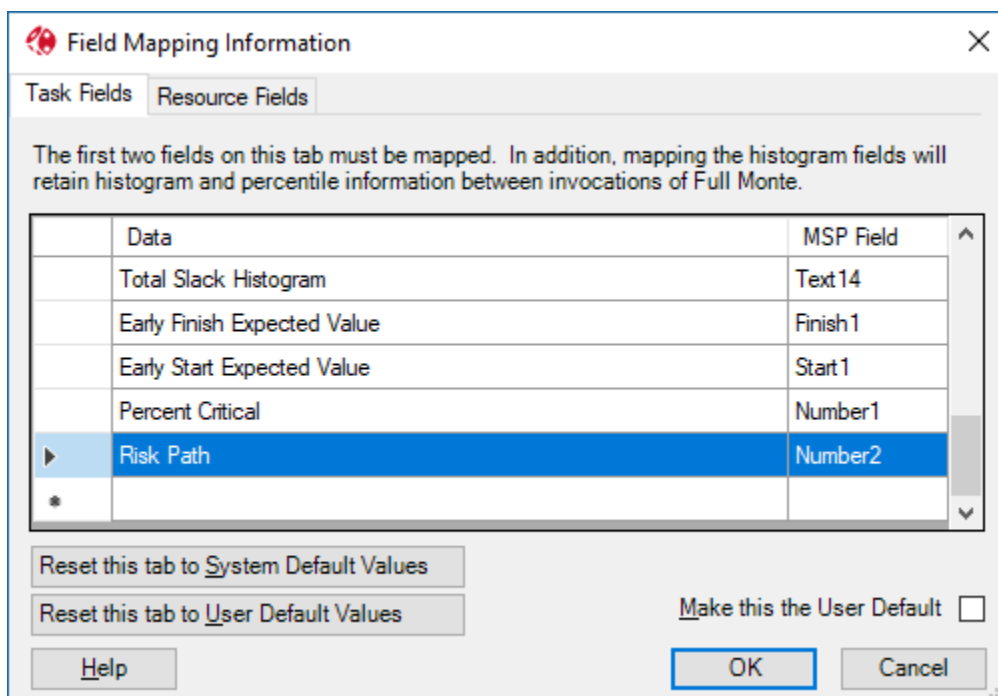 Field Mapping Information
Task Fields Resource Fields
The first two fields on this tab must be mapped. In addition, mapping the histogram fields will
retain histogram and percentile information between invocations of Full Monte.
Data MSP Field
Total Slack Histogram Text14
Early Finish Expected Value Finish1
Early Start Expected Value Start1
Percent Critical Number1
Risk Path Number2
Reset this tab to System Default Values
Reset this tab to User Default Values
Make this the User Default
Help OK Cancel